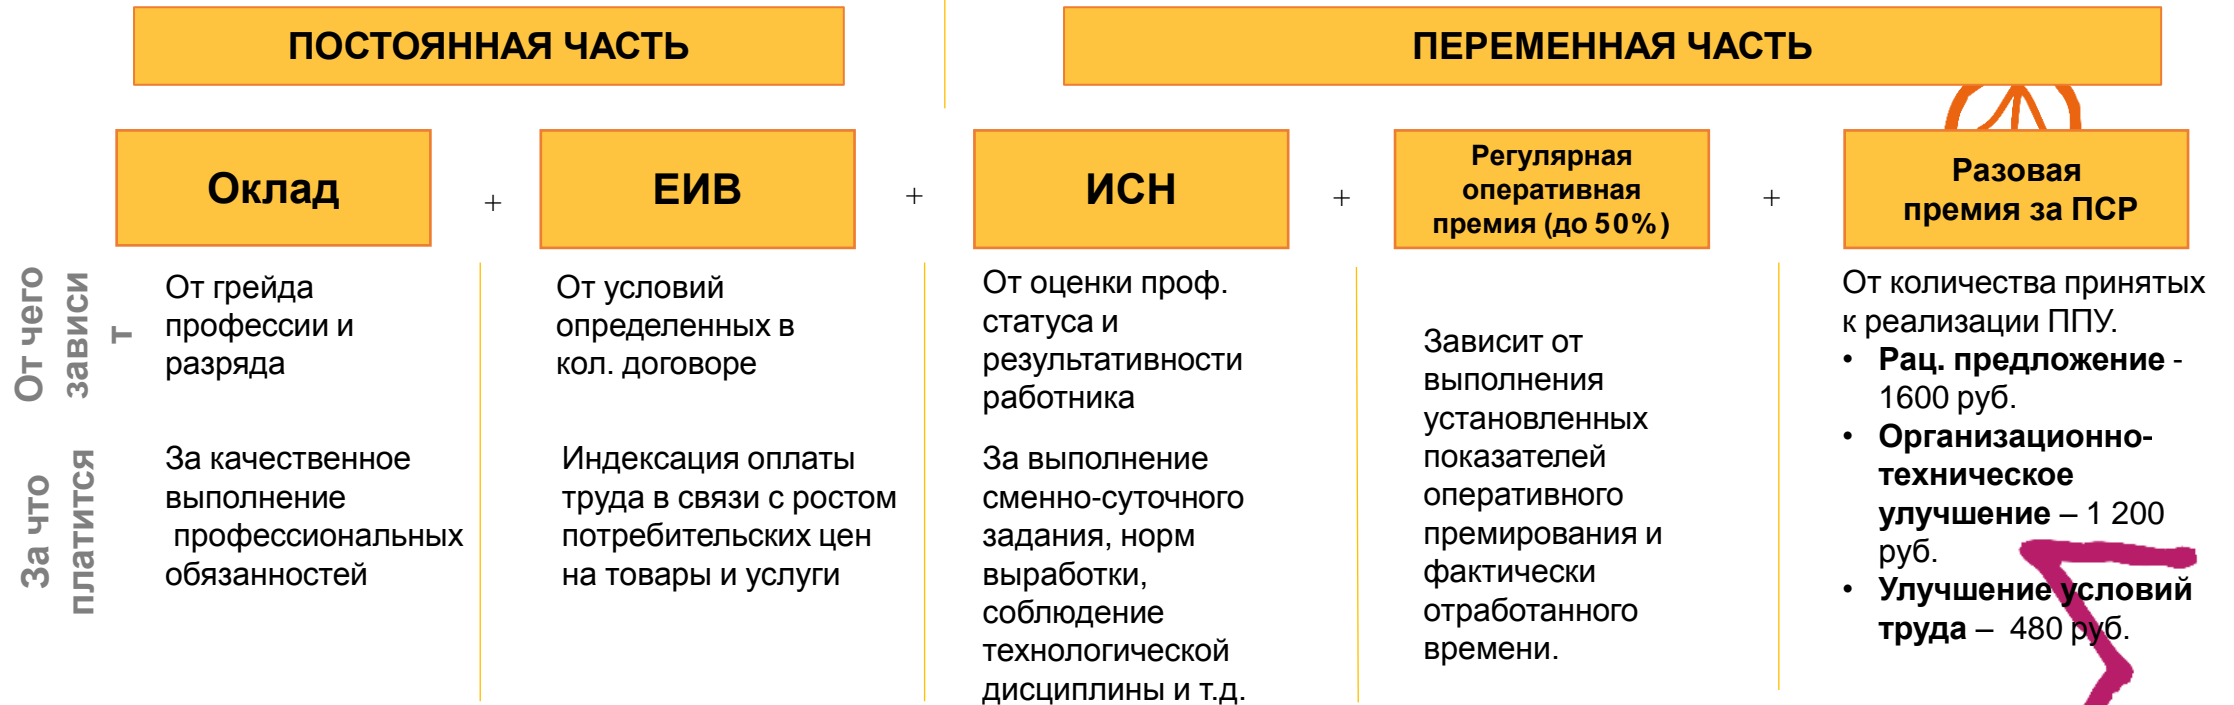 ПОСТОЯННАЯ ЧАСТЬ
ПЕРЕМЕННАЯ ЧАСТЬ
Оклад
+
ЕИВ
+
ИСН
+
Регулярная
оперативная
премия (до 50%)
+
Разовая
премия за ПСР
От чего
зависи
т
От грейда
профессии и
разряда
От условий
определенных в
кол. договоре
От оценки проф.
статуса и
результативности
работника
Зависит от
выполнения
установленных
показателей
оперативного
премирования и
фактически
отработанного
времени.
От количества принятых
к реализации ППУ.
• Рац. предложение -
1600 руб.
• Организационно-
техническое
улучшение – 1 200
руб.
• Улучшение условий
труда – 480 руб.
За что
платится
За качественное
выполнение
профессиональных
обязанностей
Индексация оплаты
труда в связи с ростом
потребительских цен
на товары и услуги
За выполнение
сменно-суточного
задания, норм
выработки,
соблюдение
технологической
дисциплины и т.д.